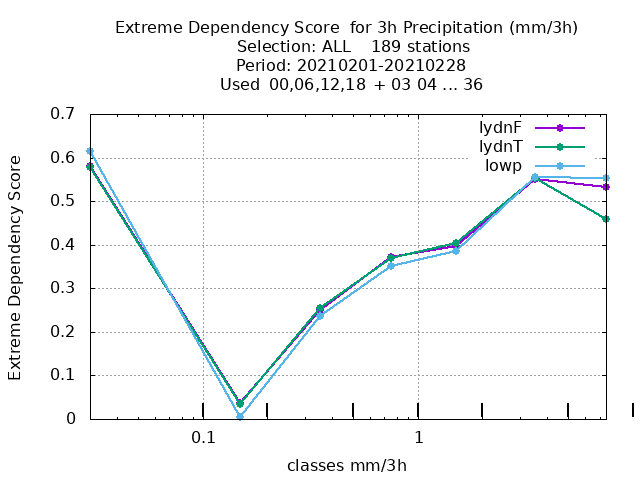 Extreme Dependency Score  for 3h Precipitation (mm/3h)
Selection: ALL    189 stations
Period: 20210201-20210228
Used  00,06,12,18  + 03 04 ... 36
lydnF
lydnT
lowp
Extreme Dependency Score
0.7
0.6
0.5
0.4
0.3
0.2
0.1
0
0.1 1
classes mm/3h